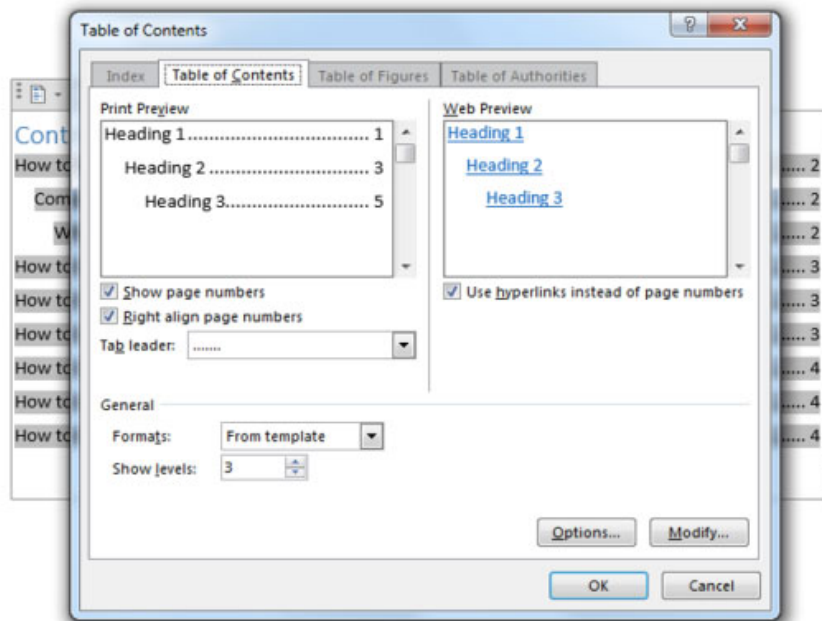 Table of Contents
Index Table of Contents Table of Figures Table of Authorities
Print Preview
Heading 1.................................... 1
Heading 2 ................................ 3
Heading 3............................. 5
Web Preview
Heading 1
Heading 2
Heading 3
Show page numbers
Right align page numbers
Tab leader: .......
Use hyperlinks instead of page numbers
General
Formats: From template
Show levels: 3
Options... Modify...
OK Cancel
How to ..... 2
..... 2
..... 2
How to ..... 3
How to ..... 3
How to ..... 3
How to ..... 4
How to ..... 4
How to ..... 4